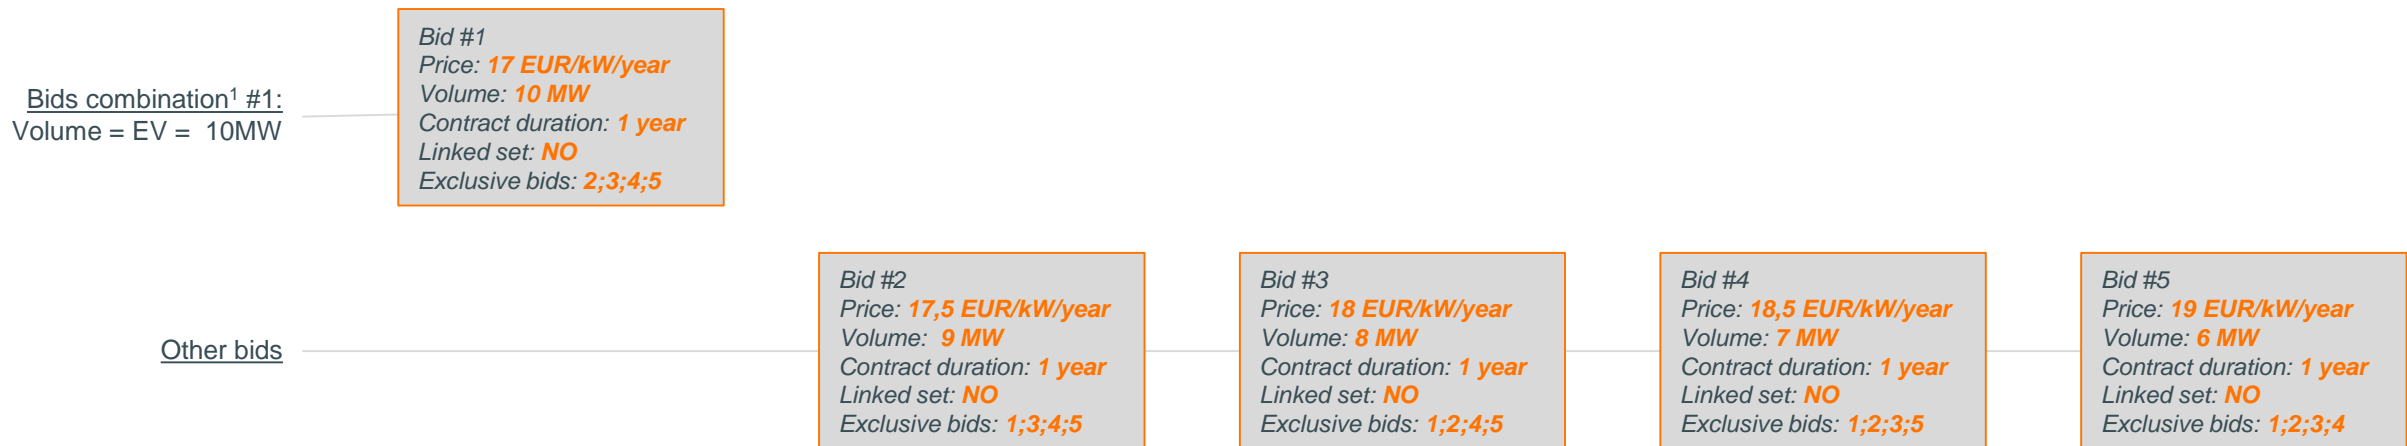 Bids combination¹ #1:
Volume = EV = 10MW
Bid #1
Price: 17 EUR/kW/year
Volume: 10 MW
Contract duration: 1 year
Linked set: NO
Exclusive bids: 2;3;4;5
Other bids
Bid #2
Price: 17,5 EUR/kW/year
Volume: 9 MW
Contract duration: 1 year
Linked set: NO
Exclusive bids: 1;3;4;5
Bid #3
Price: 18 EUR/kW/year
Volume: 8 MW
Contract duration: 1 year
Linked set: NO
Exclusive bids: 1;2;4;5
Bid #4
Price: 18,5 EUR/kW/year
Volume: 7 MW
Contract duration: 1 year
Linked set: NO
Exclusive bids: 1;2;3;5
Bid #5
Price: 19 EUR/kW/year
Volume: 6 MW
Contract duration: 1 year
Linked set: NO
Exclusive bids: 1;2;3;4